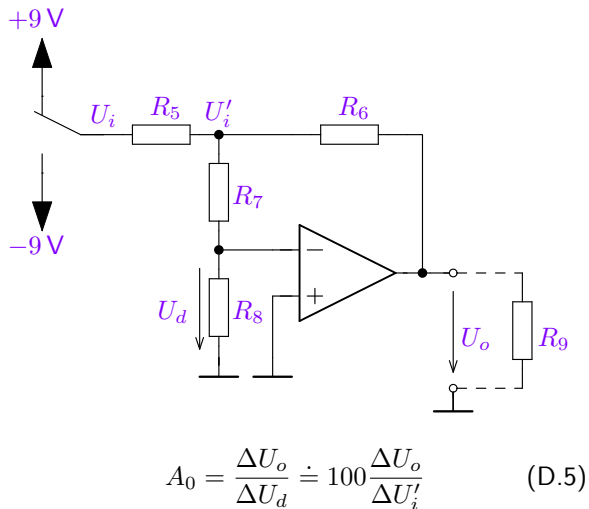 +9 V
U_i R_5 U_i' R_6
R_7
−9 V
−
+
U_d R_8
U_o R_9
A_0 = ΔU_o / ΔU_d ≐ 100 ΔU_o / ΔU_i' (D.5)